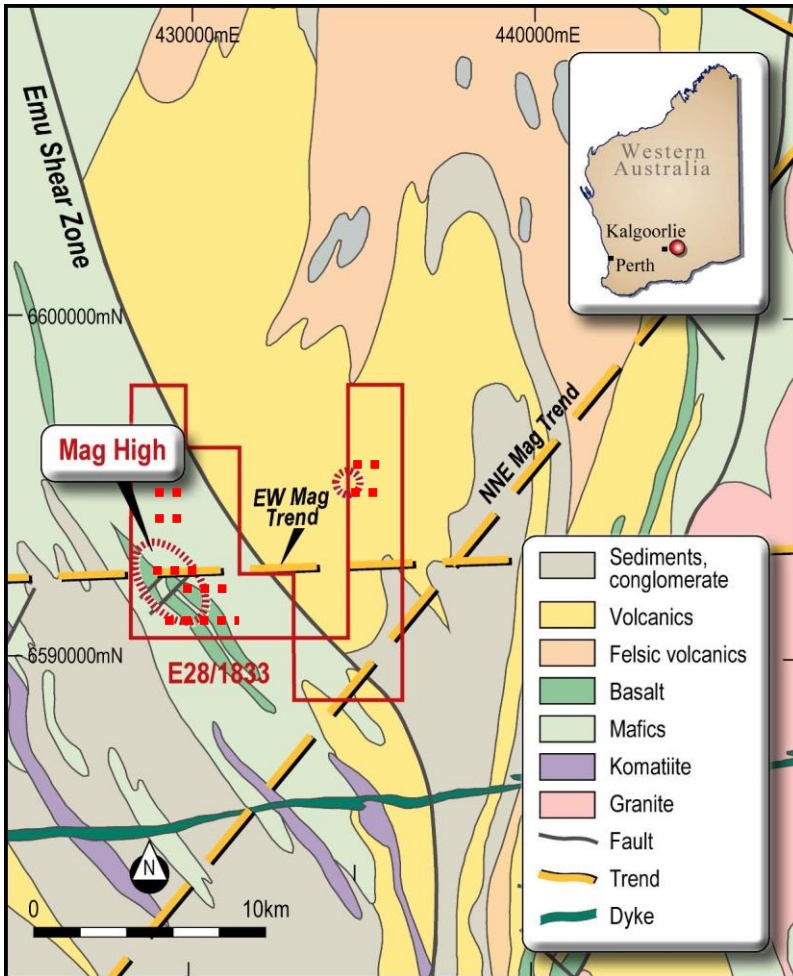 430000mE
440000mE
Emu Shear Zone
Western
Australia
Kalgoorlie
Perth
6600000mN
Mag High
EW Mag
Trend
NNE Mag Trend
E28/1833
6590000mN
Sediments,
conglomerate
Volcanics
Felsic volcanics
Basalt
Mafics
Komatiite
Granite
Fault
Trend
Dyke
N
0
10km